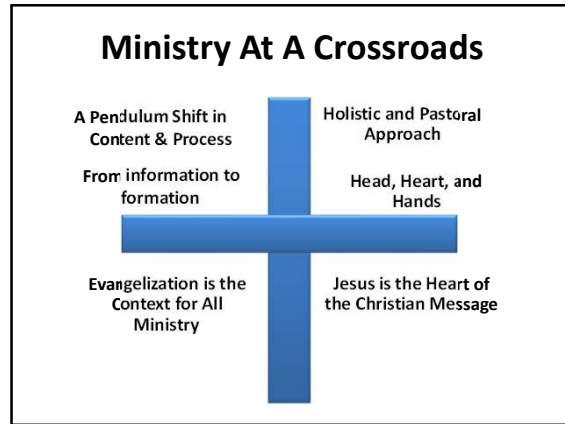 Ministry At A Crossroads
A Pendulum Shift in
Content & Process
Holistic and Pastoral
Approach
From information to
formation
Head, Heart, and
Hands
Evangelization is the
Context for All
Ministry
Jesus is the Heart of
the Christian Message